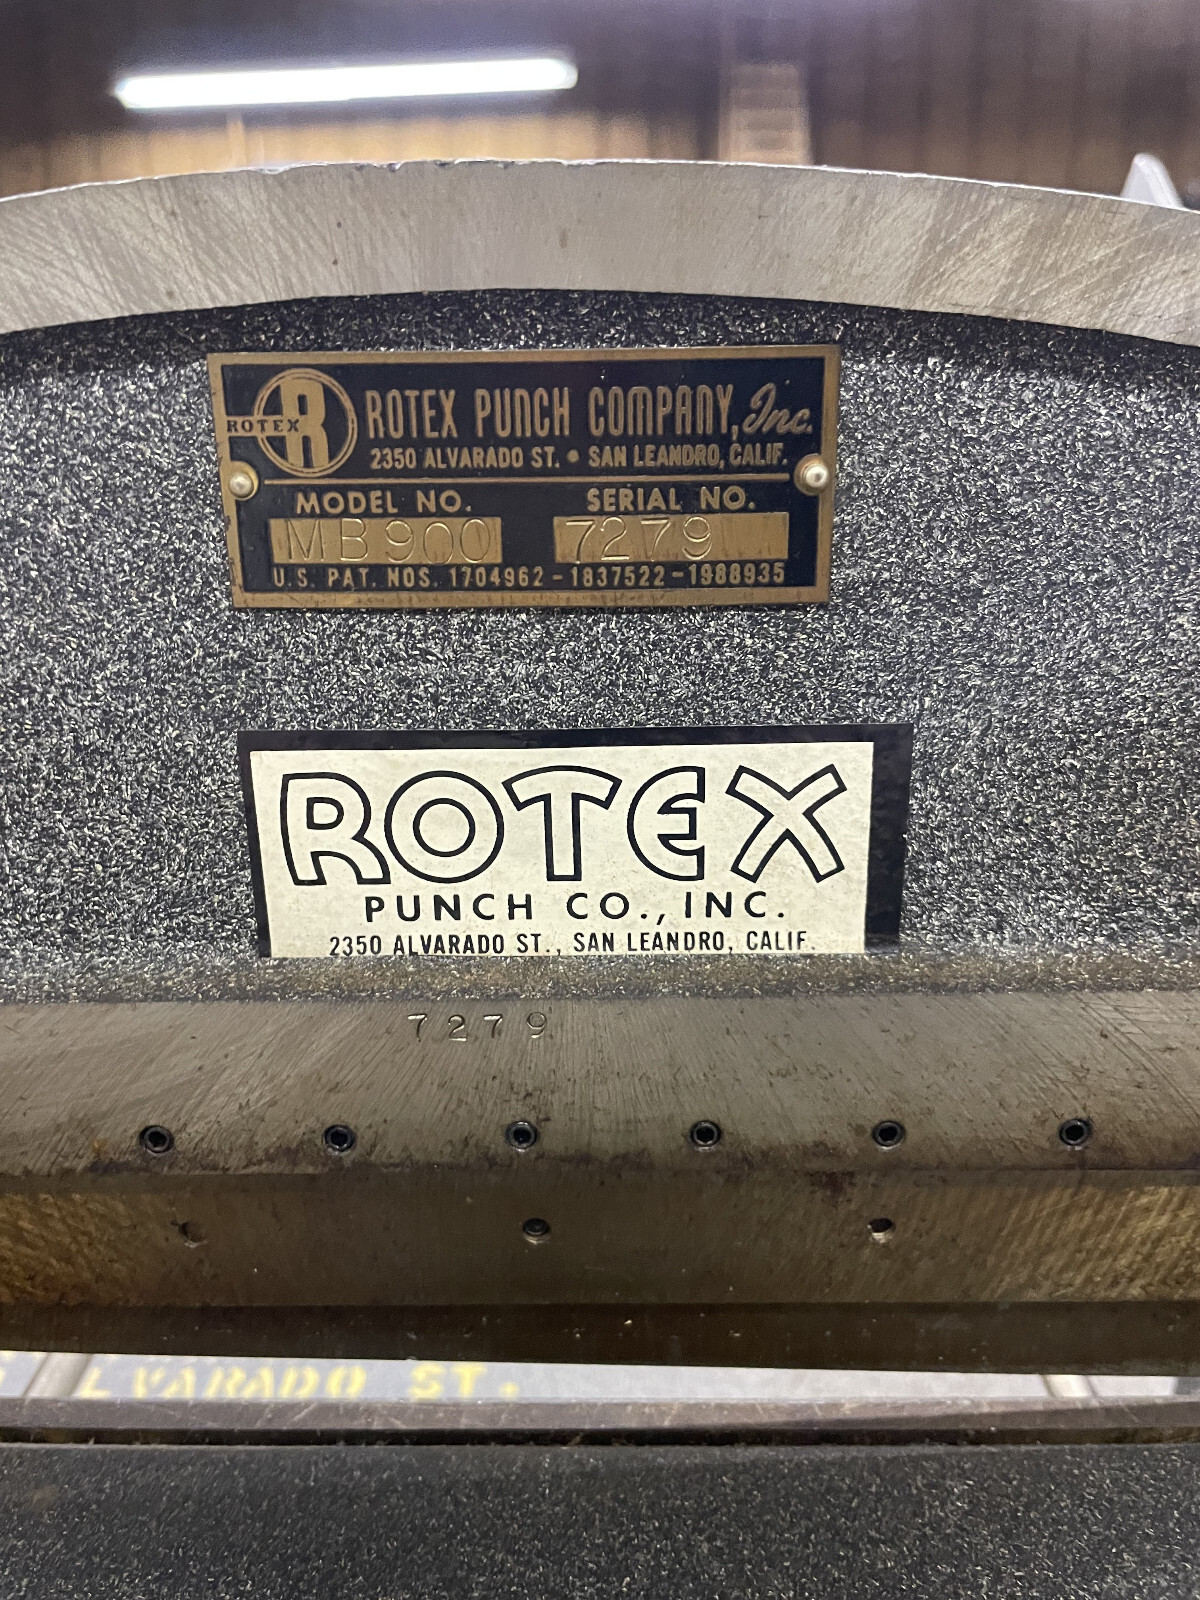 ROTEX R ROTEX PUNCH COMPANY, Inc.
2350 ALVARADO ST. • SAN LEANDRO, CALIF.
MODEL NO. SERIAL NO.
MB900 7279
U.S. PAT. NOS. 1704962-1837522-1988935
ROTEX
PUNCH CO., INC.
2350 ALVARADO ST., SAN LEANDRO, CALIF.
7279
LVARADO ST.